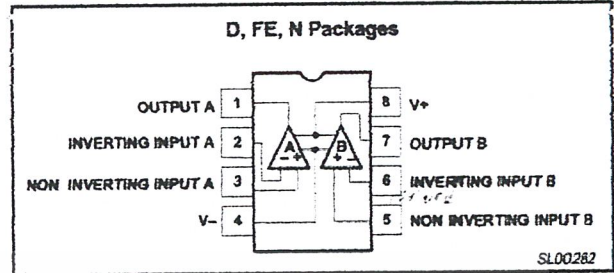 D, FE, N Packages
OUTPUT A 1
8 V+
INVERTING INPUT A 2
7 OUTPUT B
A
B
– +
+ –
NON INVERTING INPUT A 3
6 INVERTING INPUT B
V– 4
5 NON INVERTING INPUT B
SL00282